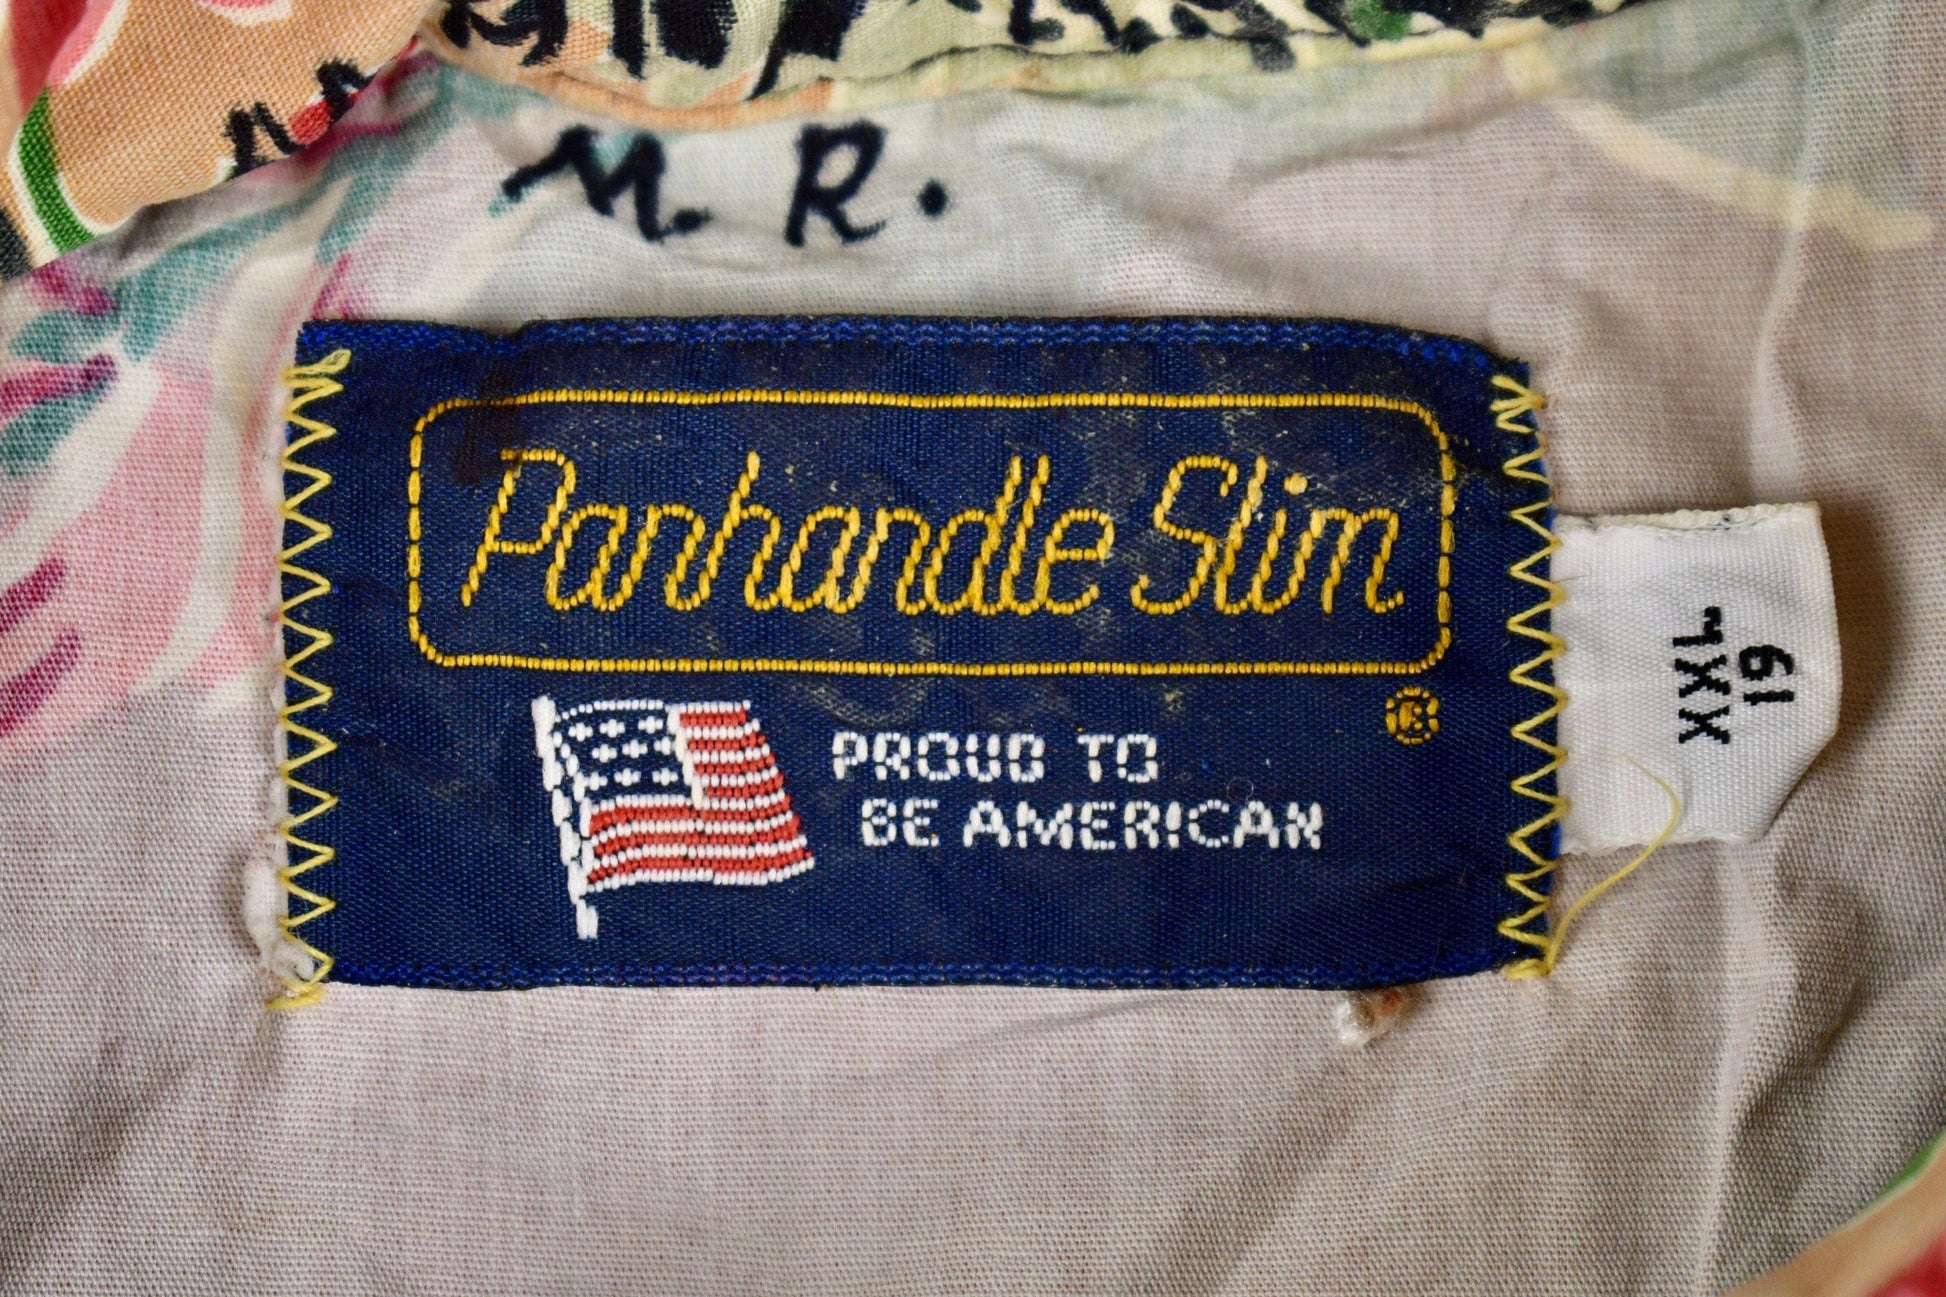 M. R.
Panhandle Slim
®
PROUD TO
BE AMERICAN
19
XXL